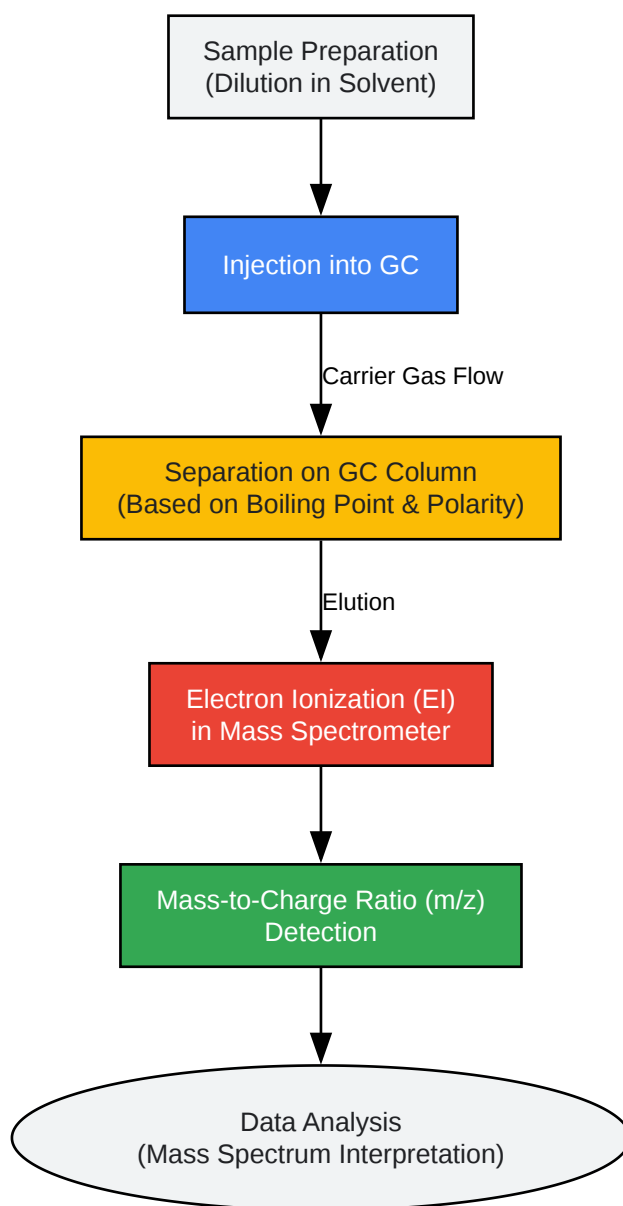 Sample Preparation
(Dilution in Solvent)
Injection into GC
Carrier Gas Flow
Separation on GC Column
(Based on Boiling Point & Polarity)
Elution
Electron Ionization (EI)
in Mass Spectrometer
Mass-to-Charge Ratio (m/z)
Detection
Data Analysis
(Mass Spectrum Interpretation)